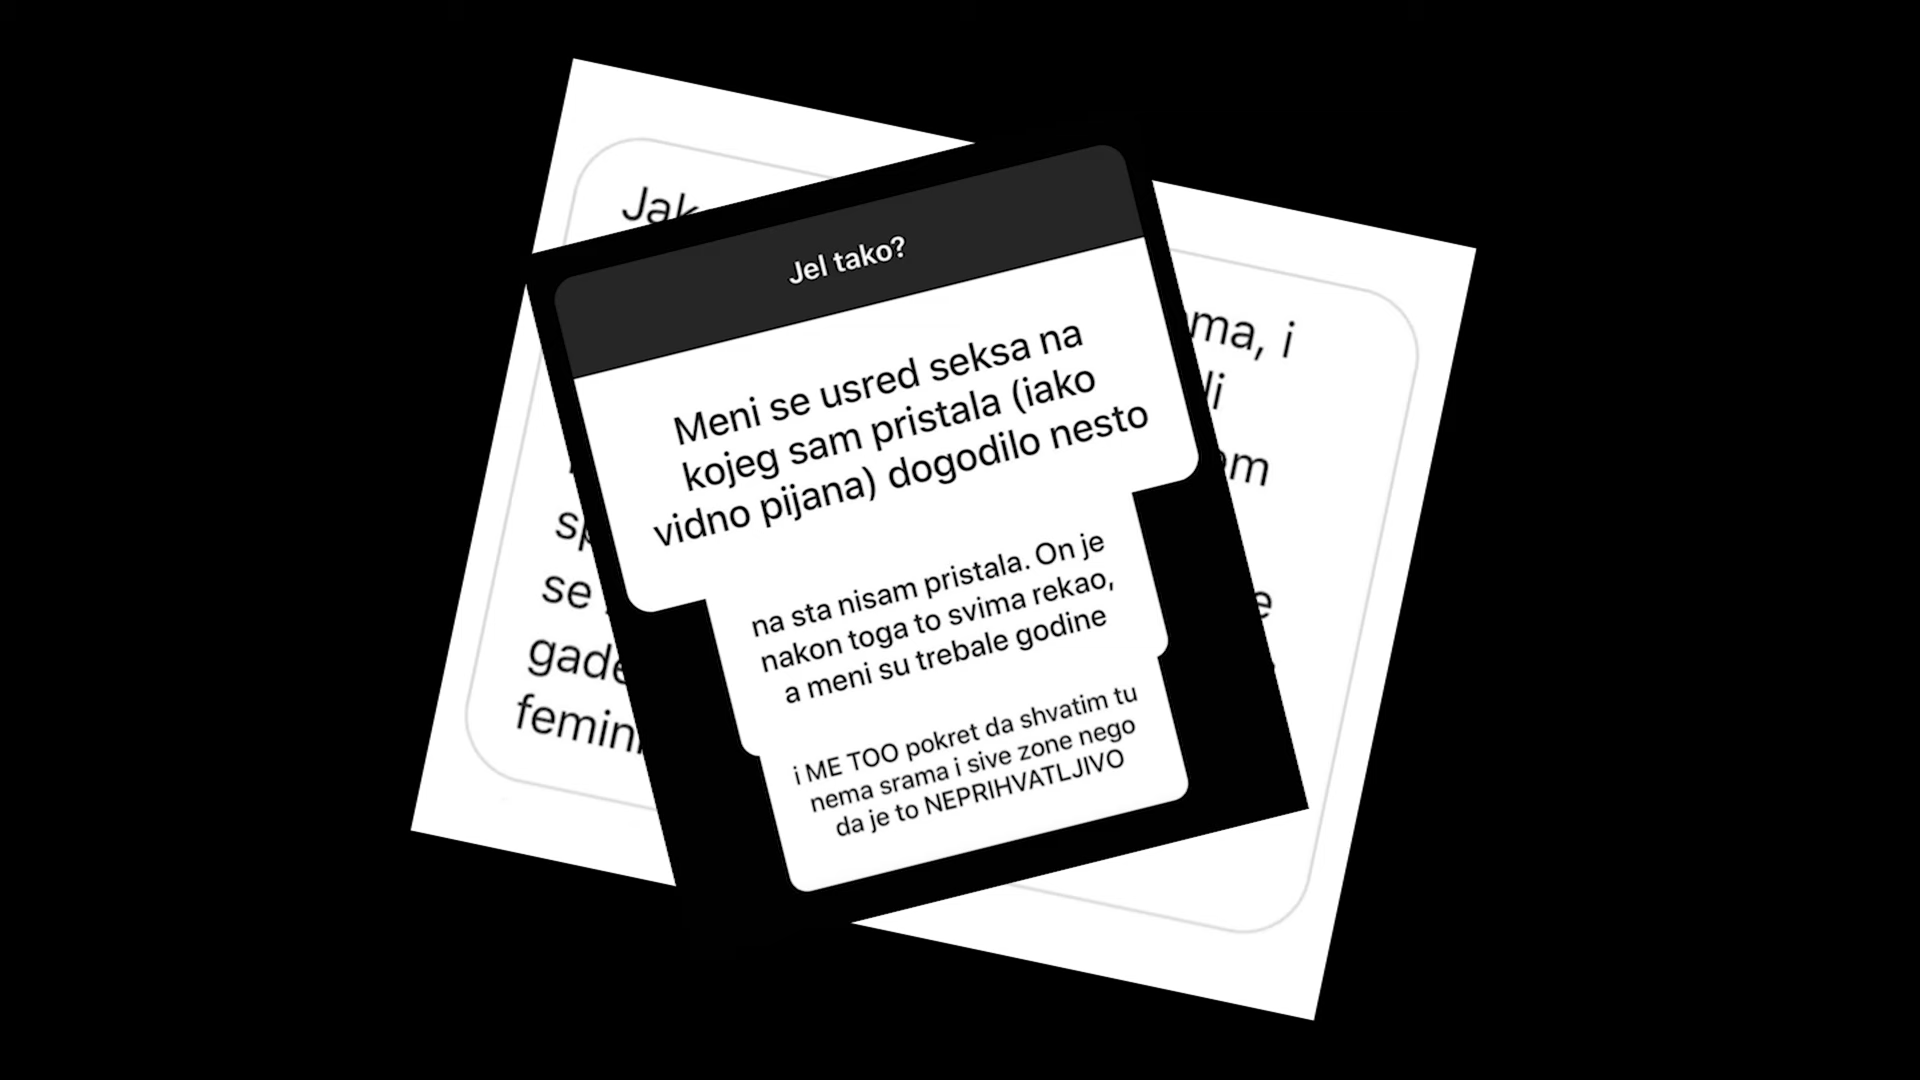 Jel tako?
Meni se usred seksa na
kojeg sam pristala (iako
vidno pijana) dogodilo nesto
na sta nisam pristala. On je
nakon toga to svima rekao,
a meni su trebale godine
i ME TOO pokret da shvatim tu
nema srama i sive zone nego
da je to NEPRIHVATLJIVO
i
se